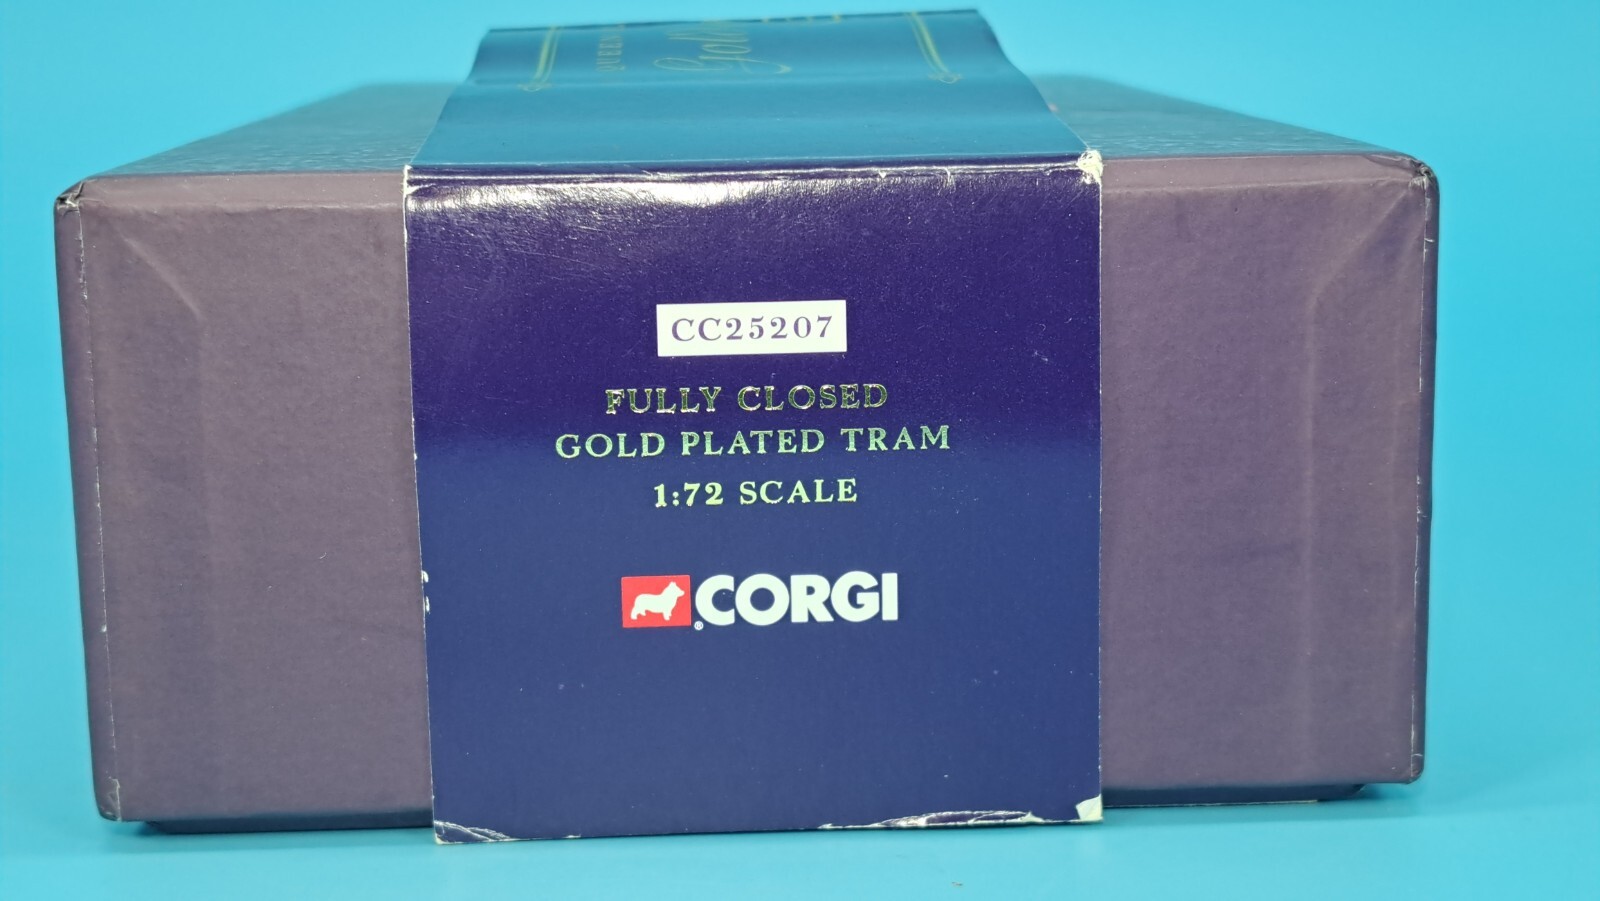 CC25207
FULLY CLOSED
GOLD PLATED TRAM
1:72 SCALE
CORGI